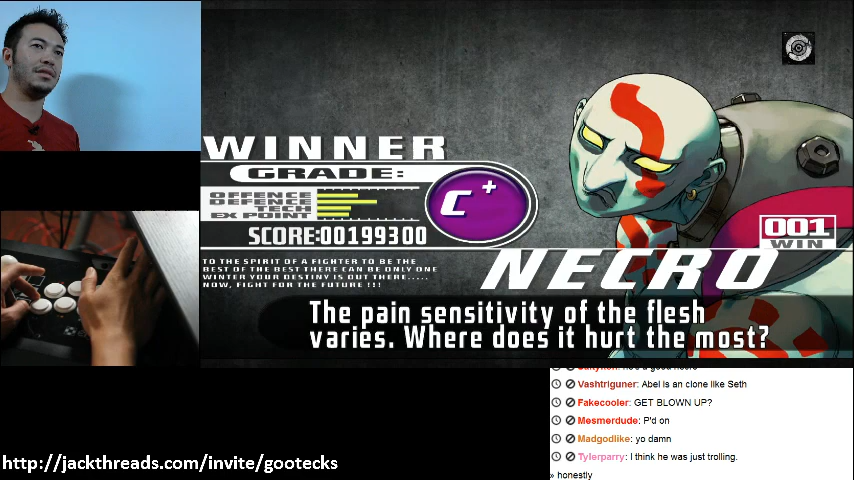 WINNER
GRADE:
OFFENCE
DEFENCE
TECH
EX POINT
C+
SCORE:00199300
001
WIN
TO THE SPIRIT OF A FIGHTER TO BE THE
BEST OF THE BEST THERE CAN BE ONLY ONE
WINTER YOUR DESTINY IS OUT THERE.....
NOW, FIGHT FOR THE FUTURE !!!
NECRO
The pain sensitivity of the flesh
varies. Where does it hurt the most?
Vashtriguner: Abel is an clone like Seth
Fakecooler: GET BLOWN UP?
Mesmerdude: P'd on
Madgodlike: yo damn
Tylerparry: I think he was just trolling.
» honestly
http://jackthreads.com/invite/gootecks